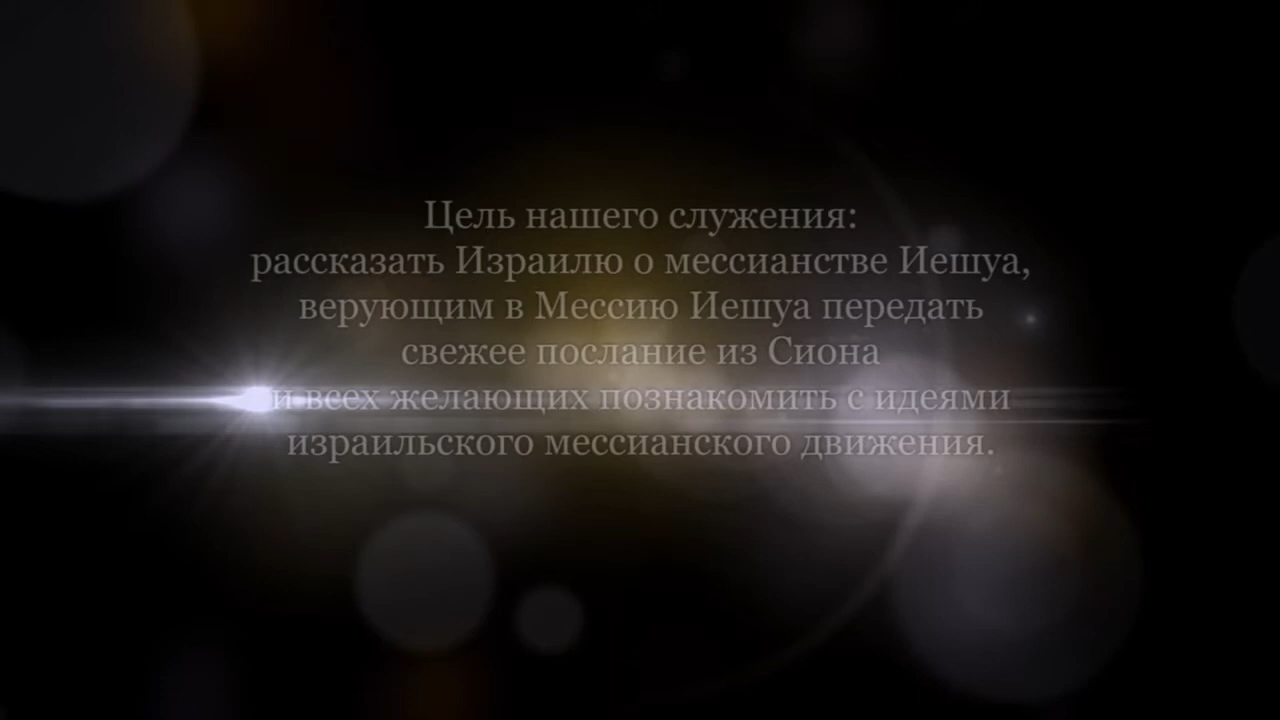 Цель нашего служения:
рассказать Израилю о мессианстве Иешуа,
верующим в Мессию Иешуа передать
свежее послание из Сиона
и всех желающих познакомить с идеями
израильского мессианского движения.